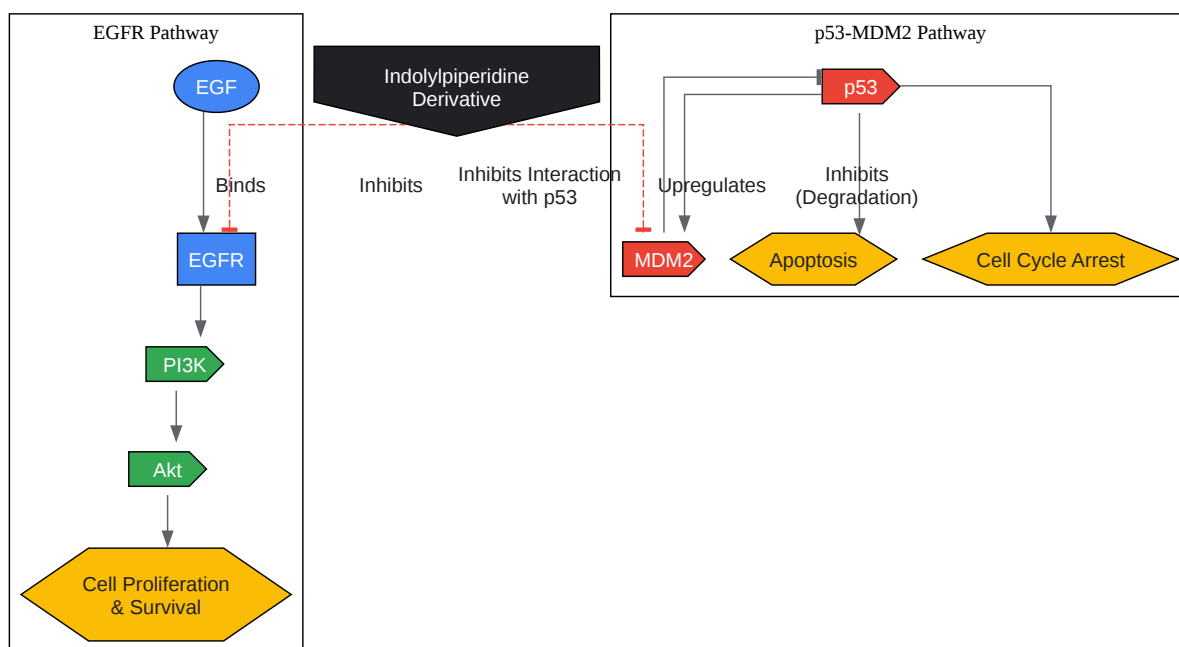 EGFR Pathway
p53-MDM2 Pathway
EGF
Indolylpiperidine
Derivative
p53
Binds
Inhibits
Inhibits Interaction
with p53
Upregulates
Inhibits
(Degradation)
EGFR
MDM2
Apoptosis
Cell Cycle Arrest
PI3K
Akt
Cell Proliferation
& Survival